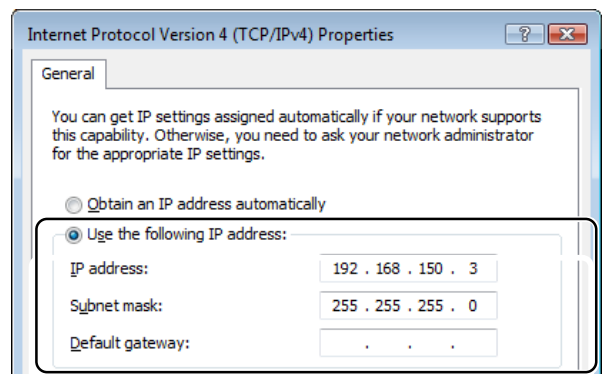 Internet Protocol Version 4 (TCP/IPv4) Properties
General
You can get IP settings assigned automatically if your network supports
this capability. Otherwise, you need to ask your network administrator
for the appropriate IP settings.
Obtain an IP address automatically
Use the following IP address:
IP address: 192 . 168 . 150 . 3
Subnet mask: 255 . 255 . 255 . 0
Default gateway: . . .